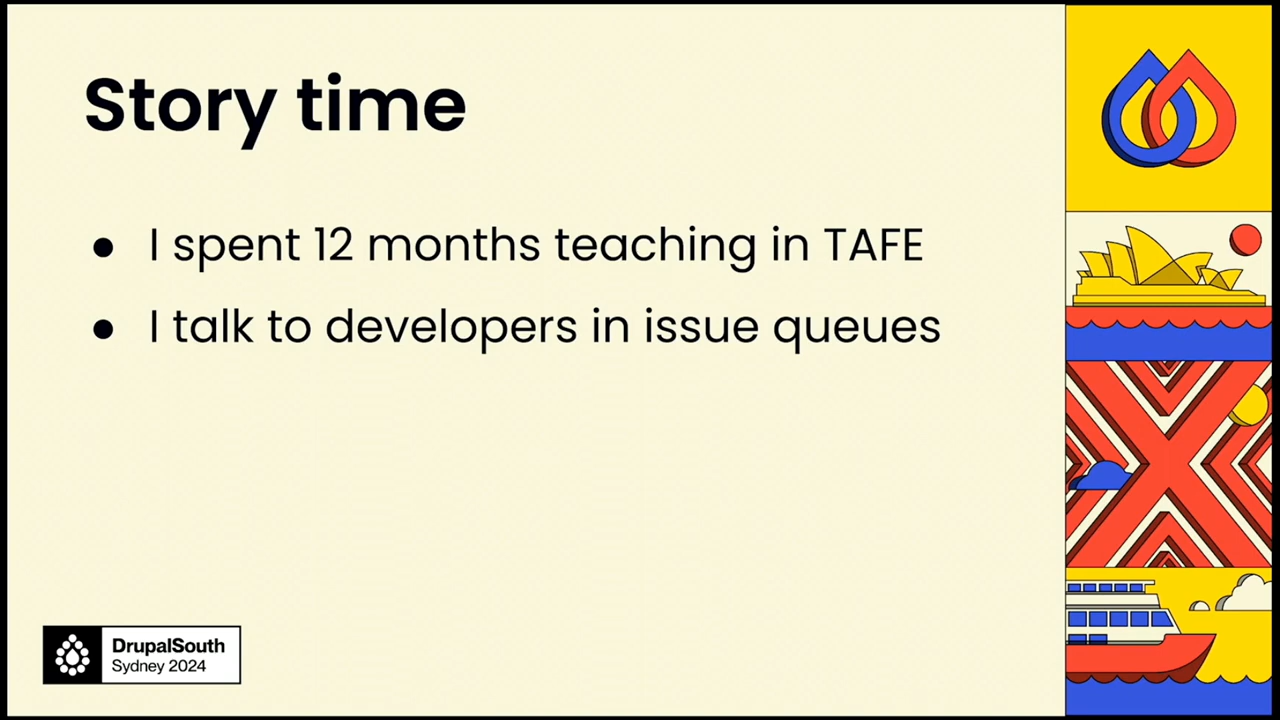 Story time
● I spent 12 months teaching in TAFE
● I talk to developers in issue queues
DrupalSouth
Sydney 2024